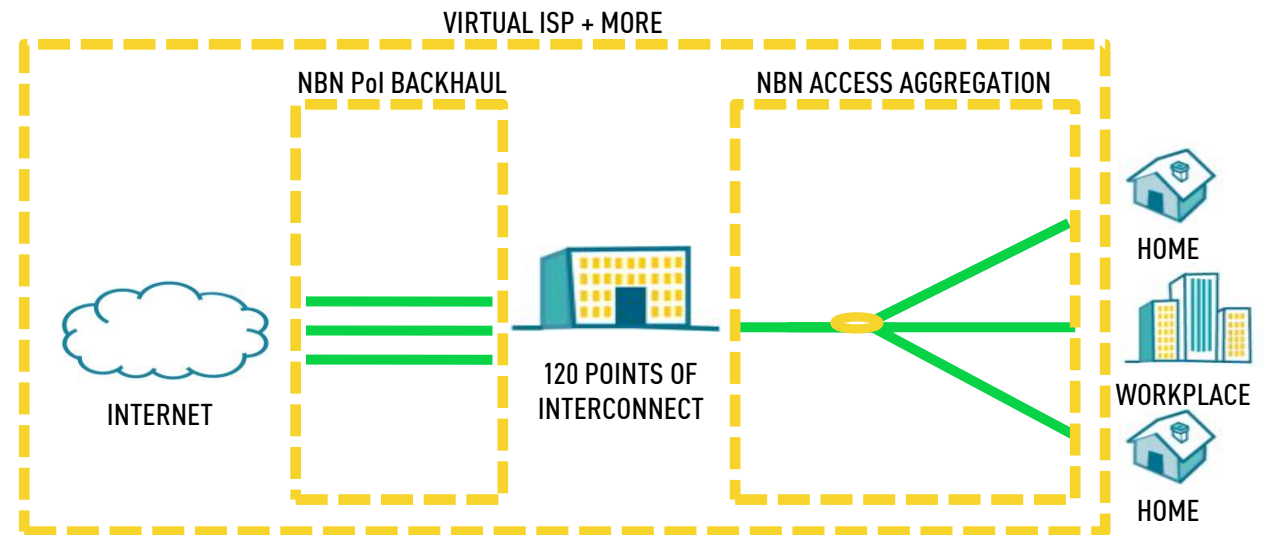 VIRTUAL ISP + MORE
NBN PoI BACKHAUL
NBN ACCESS AGGREGATION
HOME
INTERNET
120 POINTS OF
INTERCONNECT
WORKPLACE
HOME